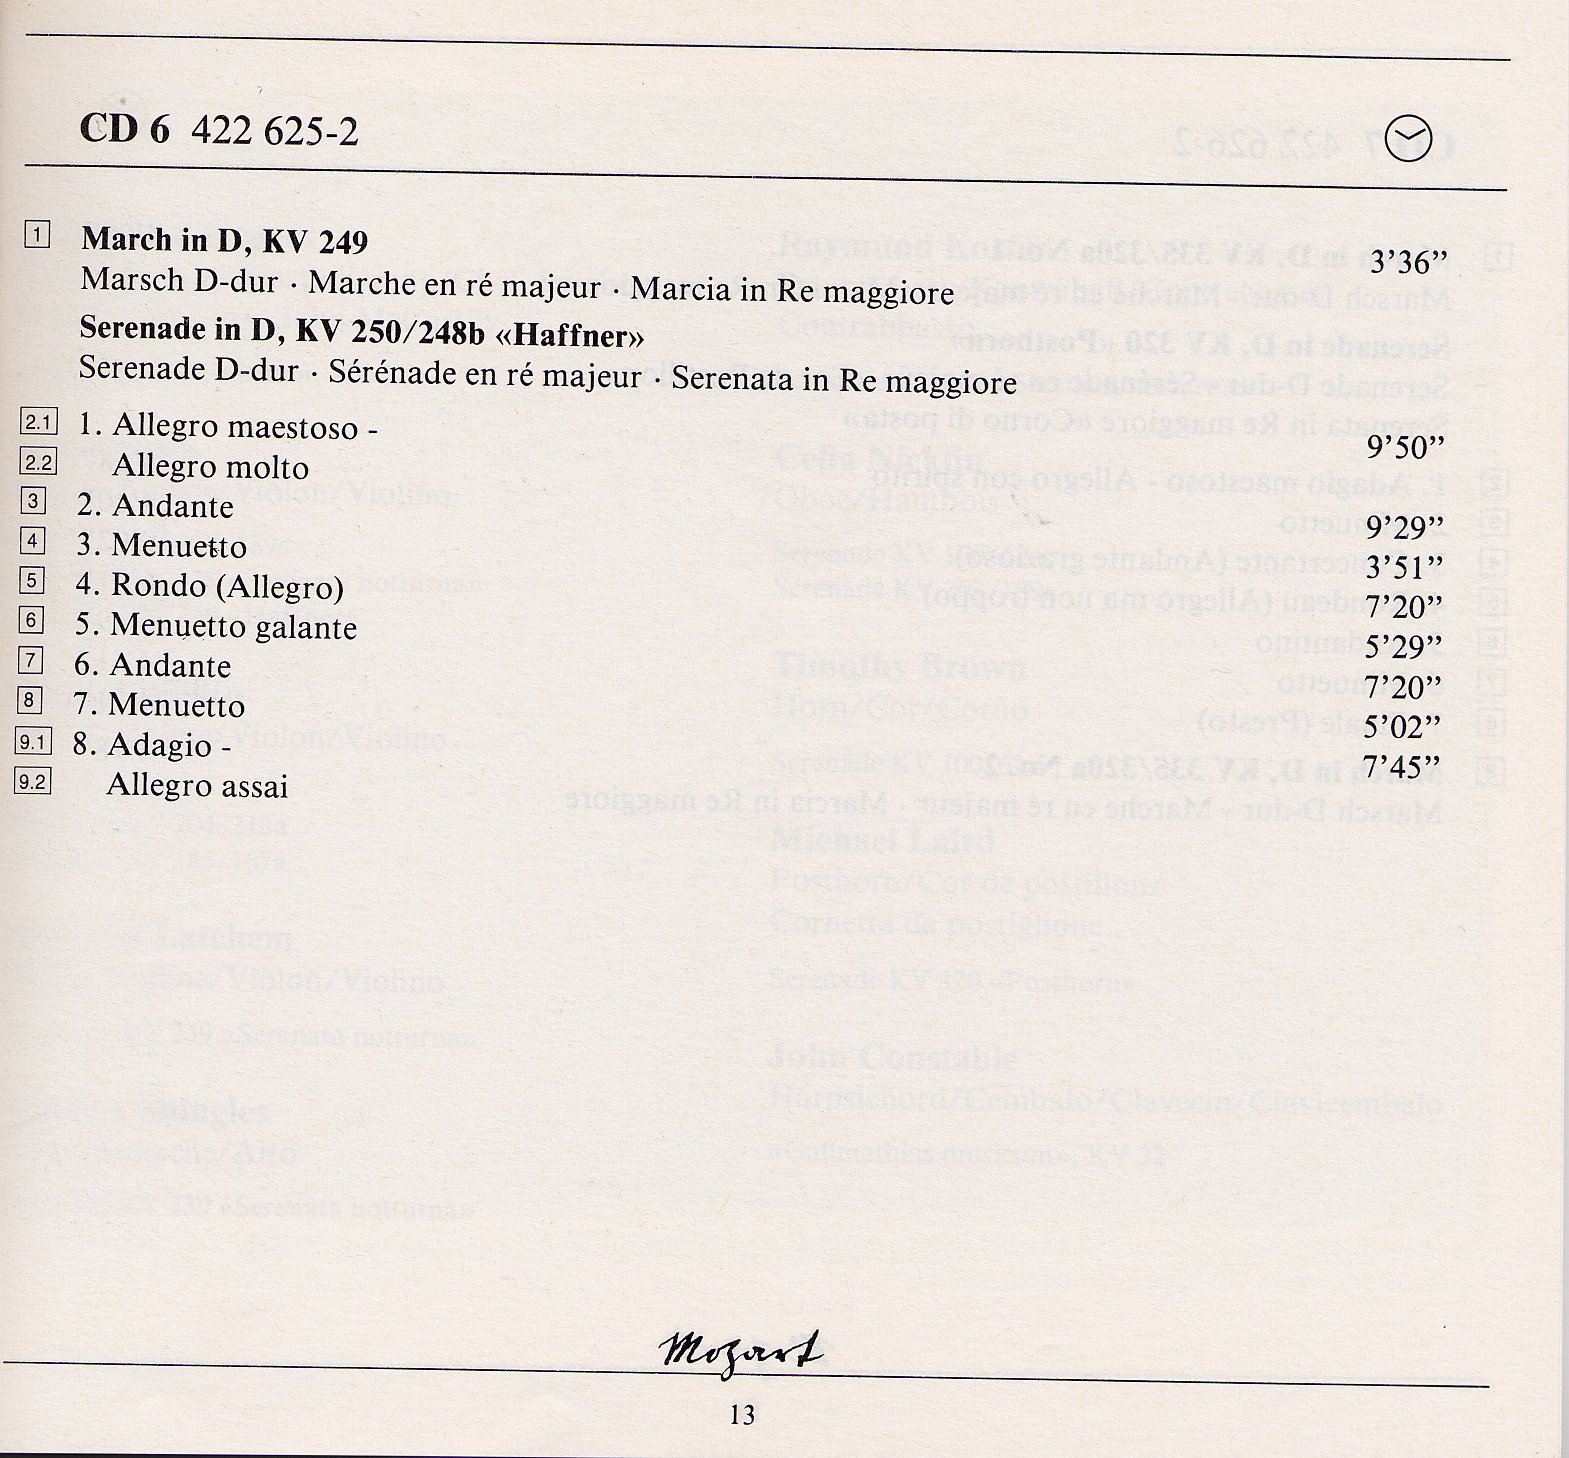 CD 6 422 625-2
1 March in D, KV 249 3’36”
Marsch D-dur · Marche en ré majeur · Marcia in Re maggiore
Serenade in D, KV 250/248b «Haffner»
Serenade D-dur · Sérénade en ré majeur · Serenata in Re maggiore
2.1 1. Allegro maestoso - 9’50”
2.2 Allegro molto
3 2. Andante 9’29”
4 3. Menuetto 3’51”
5 4. Rondo (Allegro) 7’20”
6 5. Menuetto galante 5’29”
7 6. Andante 7’20”
8 7. Menuetto 5’02”
9.1 8. Adagio - 7’45”
9.2 Allegro assai
Mozart
13